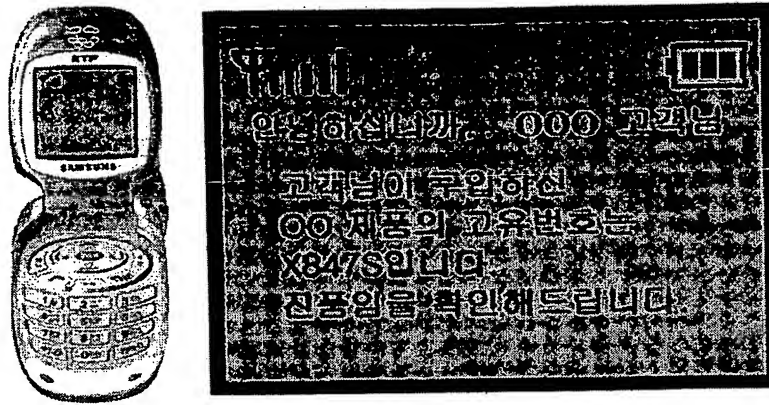 KTF
SAMSUNG
안녕하십니까. OOO 고객님
고객님이 구입하신
OO 제품의 고유번호는
X847S입니다.
진품임을 확인해드립니다.